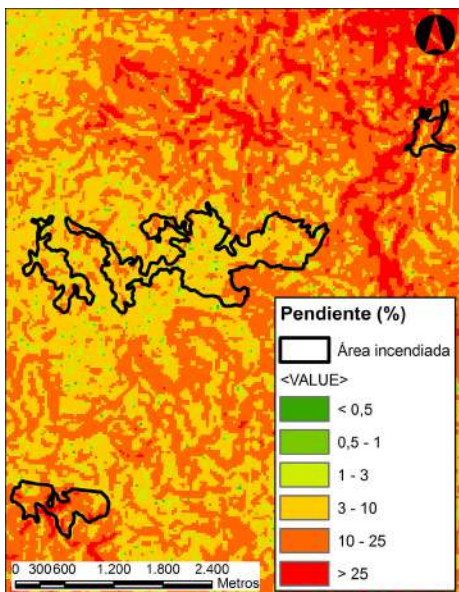 Pendiente (%)
Área incendiada
<VALUE>
< 0,5
0,5 - 1
1 - 3
3 - 10
10 - 25
> 25
0 300600 1.200 1.800 2.400
Metros